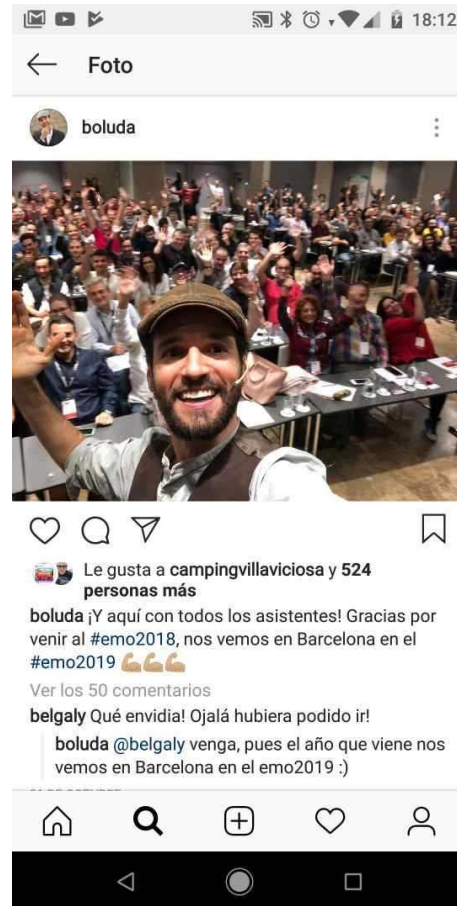 18:12
Foto
boluda
Le gusta a campingvillaviciosa y 524
personas más
boluda ¡Y aquí con todos los asistentes! Gracias por
venir al #emo2018, nos vemos en Barcelona en el
#emo2019
Ver los 50 comentarios
belgaly Qué envidia! Ojalá hubiera podido ir!
boluda @belgaly venga, pues el año que viene nos
vemos en Barcelona en el emo2019 :)